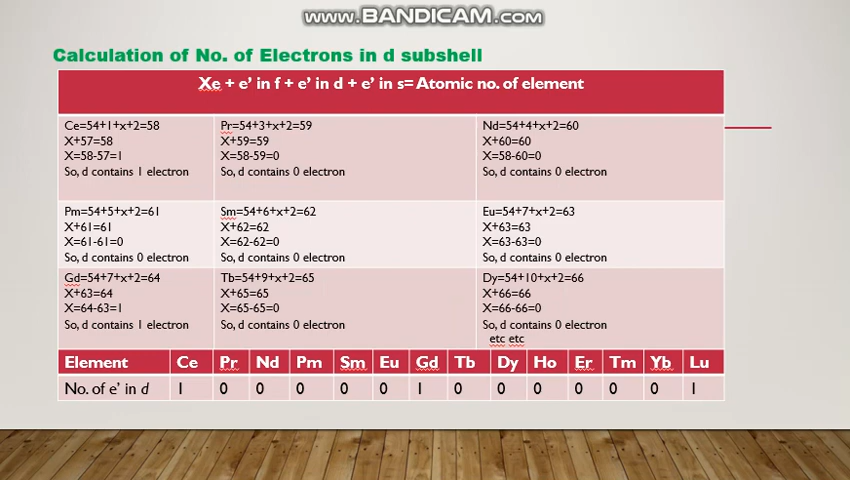 www.BANDICAM.com
Calculation of No. of Electrons in d subshell
Xe + e' in f + e' in d + e' in s= Atomic no. of element
Ce=54+1+x+2=58
X+57=58
X=58-57=1
So, d contains 1 electron
Pr=54+3+x+2=59
X+59=59
X=58-59=0
So, d contains 0 electron
Nd=54+4+x+2=60
X+60=60
X=58-60=0
So, d contains 0 electron
Pm=54+5+x+2=61
X+61=61
X=61-61=0
So, d contains 0 electron
Sm=54+6+x+2=62
X+62=62
X=62-62=0
So, d contains 0 electron
Eu=54+7+x+2=63
X+63=63
X=63-63=0
So, d contains 0 electron
Gd=54+7+x+2=64
X+63=64
X=64-63=1
So, d contains 1 electron
Tb=54+9+x+2=65
X+65=65
X=65-65=0
So, d contains 0 electron
Dy=54+10+x+2=66
X+66=66
X=66-66=0
So, d contains 0 electron
etc etc
Element Ce Pr Nd Pm Sm Eu Gd Tb Dy Ho Er Tm Yb Lu
No. of e' in d 1 0 0 0 0 0 1 0 0 0 0 0 0 1